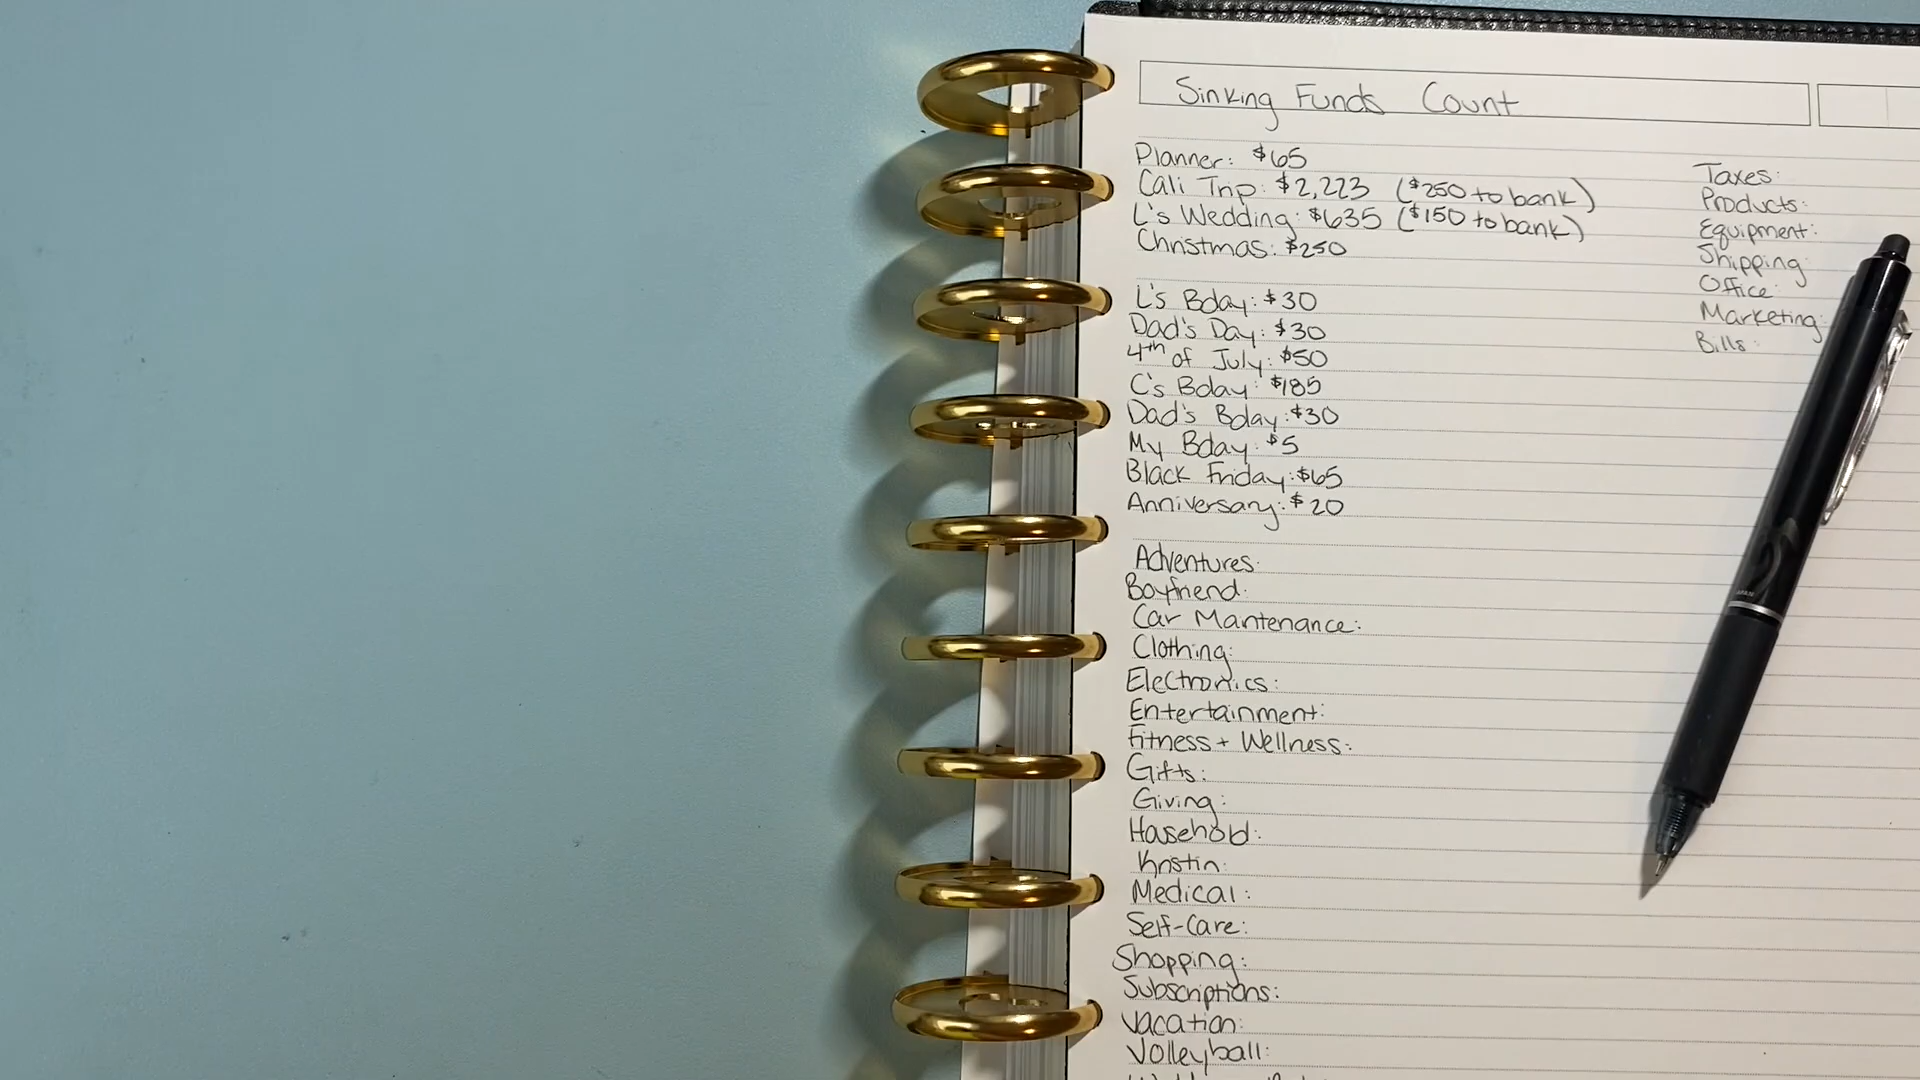 Sinking Funds Count
Planner: $65
Cali Trip: $2,223 ($250 to bank)
L's Wedding: $635 ($150 to bank)
Christmas: $250
L's Bday: $30
Dad's Day: $30
4th of July: $50
C's Bday: $185
Dad's Bday: $30
My Bday: $5
Black Friday: $65
Anniversary: $20
Adventures:
Boyfriend:
Car Mantenance:
Clothing:
Electronics:
Entertainment:
Fitness + Wellness:
Gifts:
Giving:
Household:
Kristin:
Medical:
Self-Care:
Shopping:
Subscriptions:
Vacation:
Volleyball:
Taxes:
Products:
Equipment:
Shipping:
Office:
Marketing:
Bills: